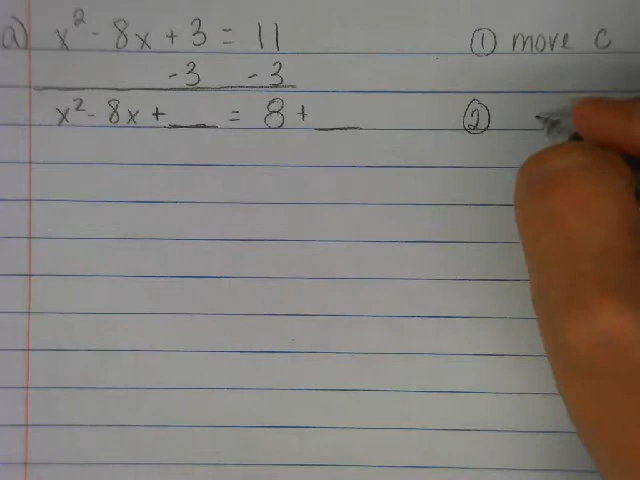 a) x² - 8x + 3 = 11 ① move c
-3 -3
x² - 8x + ___ = 8 + ___ ②